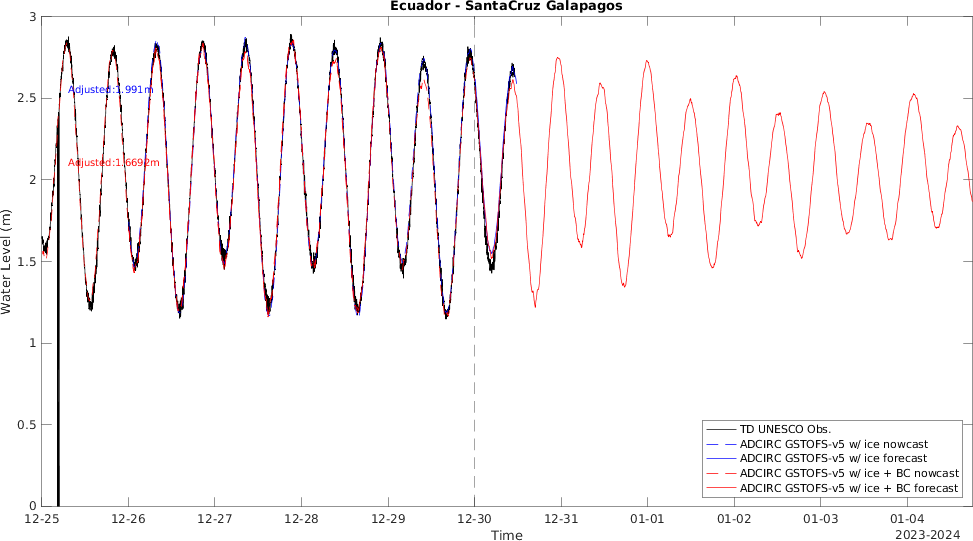 Ecuador - SantaCruz Galapagos
3
2.5
2
1.5
1
0.5
0
Water Level (m)
Adjusted:1.991m
Adjusted:1.6692m
TD UNESCO Obs.
ADCIRC GSTOFS-v5 w/ ice nowcast
ADCIRC GSTOFS-v5 w/ ice forecast
ADCIRC GSTOFS-v5 w/ ice + BC nowcast
ADCIRC GSTOFS-v5 w/ ice + BC forecast
12-25 12-26 12-27 12-28 12-29 12-30 12-31 01-01 01-02 01-03 01-04
Time
2023-2024